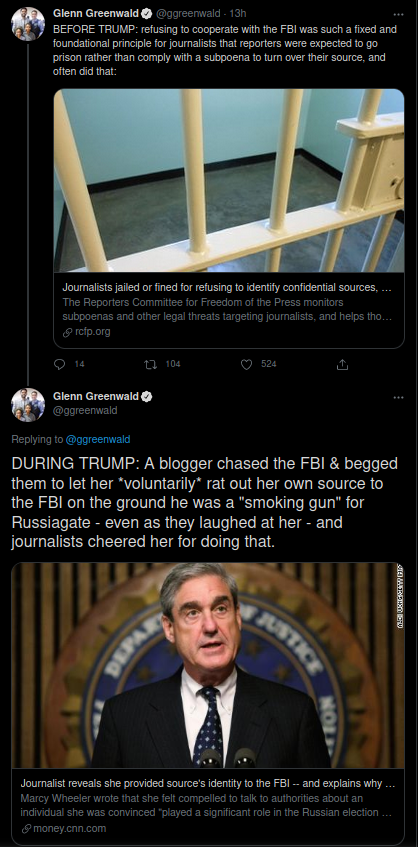 Glenn Greenwald @ggreenwald · 13h
BEFORE TRUMP: refusing to cooperate with the FBI was such a fixed and
foundational principle for journalists that reporters were expected to go
prison rather than comply with a subpoena to turn over their source, and
often did that:
Journalists jailed or fined for refusing to identify confidential sources, ...
The Reporters Committee for Freedom of the Press monitors
subpoenas and other legal threats targeting journalists, and helps tho...
rcfp.org
14 104 524
Glenn Greenwald
@ggreenwald
Replying to @ggreenwald
DURING TRUMP: A blogger chased the FBI & begged
them to let her *voluntarily* rat out her own source to
the FBI on the ground he was a "smoking gun" for
Russiagate - even as they laughed at her - and
journalists cheered her for doing that.
DEPARTMENT JUSTICE
Journalist reveals she provided source's identity to the FBI -- and explains why ...
Marcy Wheeler wrote that she felt compelled to talk to authorities about an
individual she was convinced "played a significant role in the Russian election ...
money.cnn.com